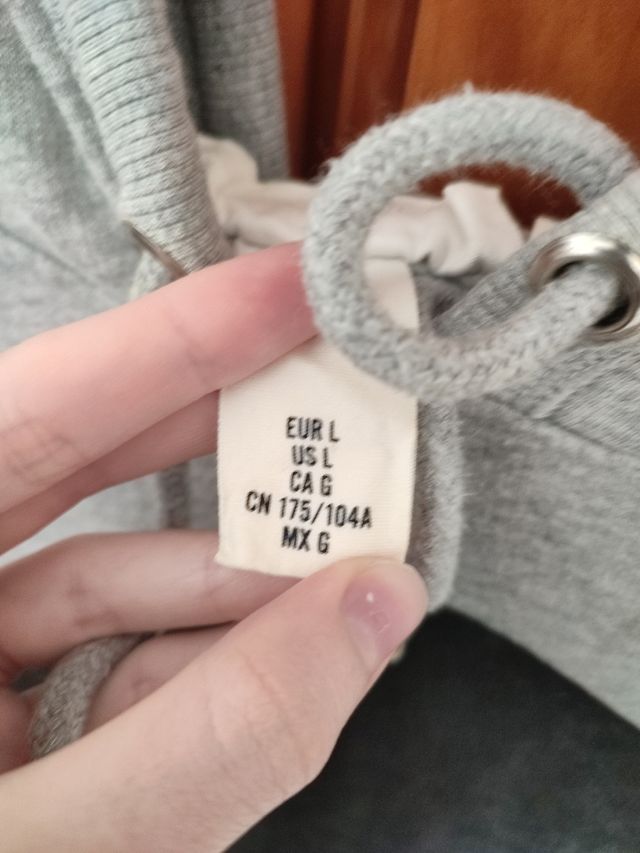 EUR L
US L
CA G
CN 175/104A
MX G